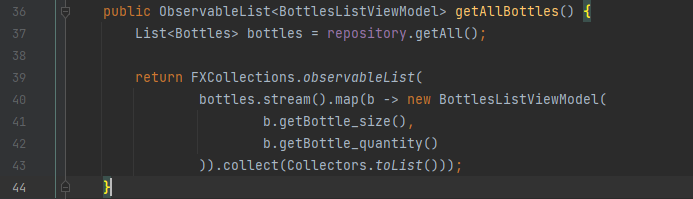 36 public ObservableList<BottlesListViewModel> getAllBottles() {
37 List<Bottles> bottles = repository.getAll();
38
39 return FXCollections.observableList(
40 bottles.stream().map(b -> new BottlesListViewModel(
41 b.getBottle_size(),
42 b.getBottle_quantity()
43 )).collect(Collectors.toList()));
44 }